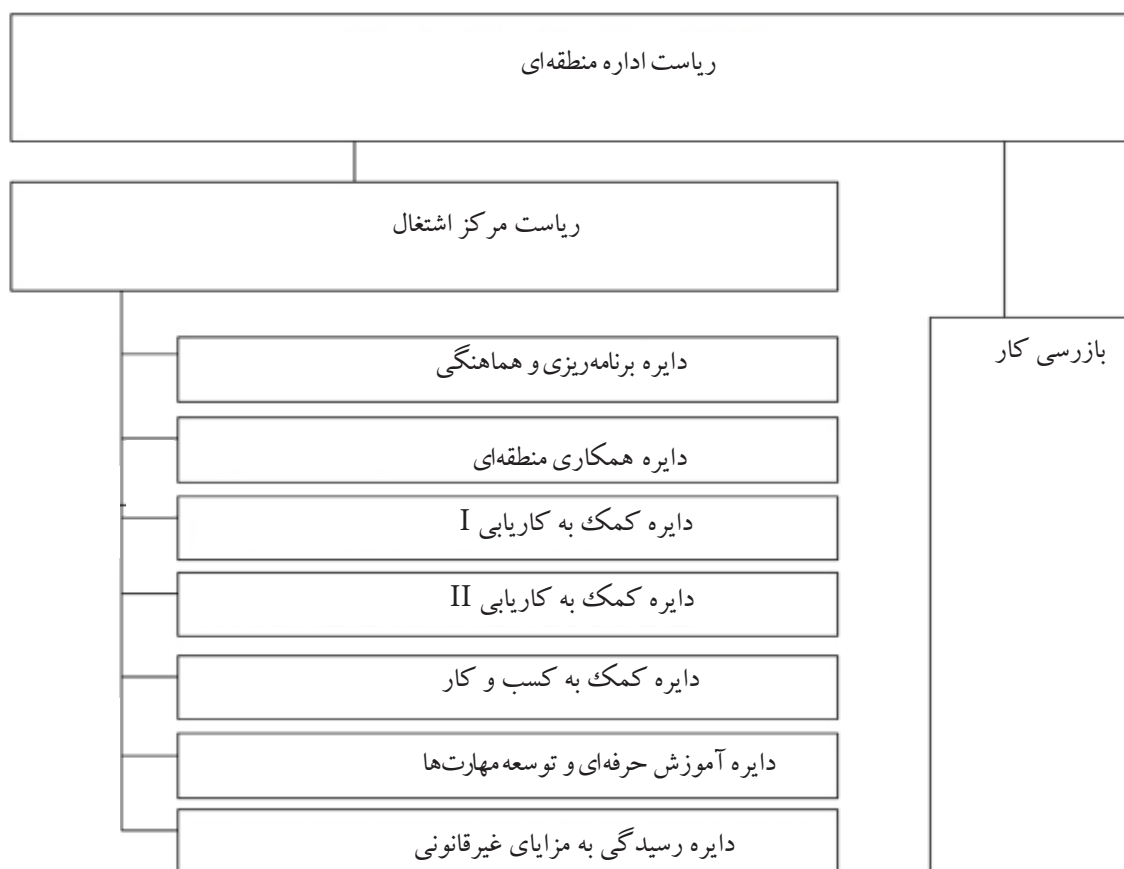 ریاست اداره منطقه‌ای
ریاست مرکز اشتغال
بازرسی کار
دایره برنامه‌ریزی و هماهنگی
دایره همکاری منطقه‌ای
دایره کمک به کاریابی I
دایره کمک به کاریابی II
دایره کمک به کسب و کار
دایره آموزش حرفه‌ای و توسعه مهارت‌ها
دایره رسیدگی به مزایای غیرقانونی